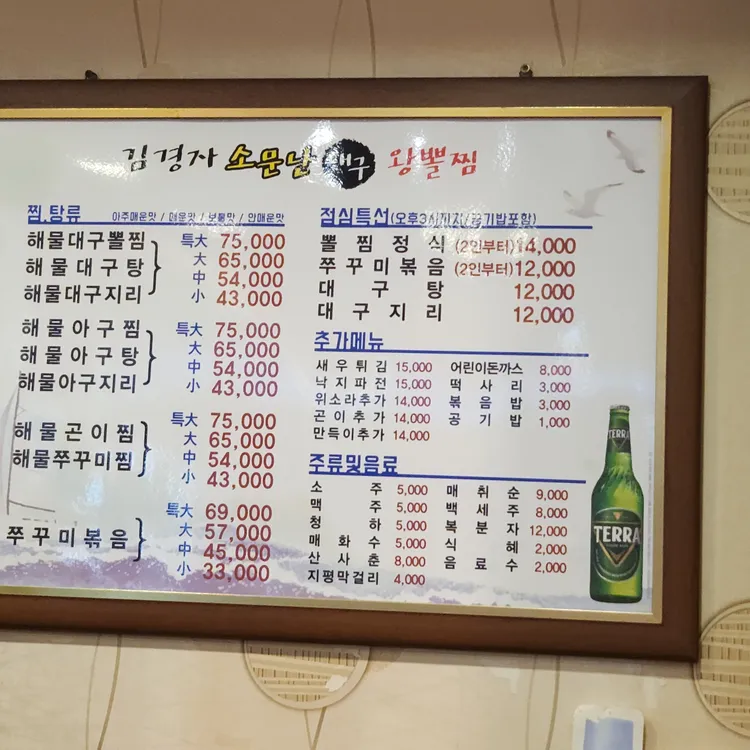 김경자 소문난 대구 왕뽈찜
찜,탕류 아주매운맛 / 매운맛 / 보통맛 / 안매운맛
해물대구뽈찜 특大 75,000
해물대구탕 大 65,000
해물대구지리 中 54,000
小 43,000
해물아구찜 특大 75,000
해물아구탕 大 65,000
해물아구지리 中 54,000
小 43,000
해물곤이찜 특大 75,000
해물쭈꾸미찜 大 65,000
中 54,000
小 43,000
쭈꾸미볶음 특大 69,000
大 57,000
中 45,000
小 33,000
점심특선(오후3시까지/공기밥포함)
뽈찜정식(2인부터)14,000
쭈꾸미볶음(2인부터)12,000
대구탕 12,000
대구지리 12,000
추가메뉴
새우튀김 15,000 어린이돈까스 8,000
낙지파전 15,000 떡사리 3,000
위소라추가 14,000 볶음밥 3,000
곤이추가 14,000 공기밥 1,000
만득이추가 14,000
주류및음료
소주 5,000 매취순 9,000
맥주 5,000 백세주 8,000
청하 5,000 복분자 12,000
매화수 5,000 식혜 2,000
산사춘 8,000 음료수 2,000
지평막걸리 4,000
TERRA
TERRA